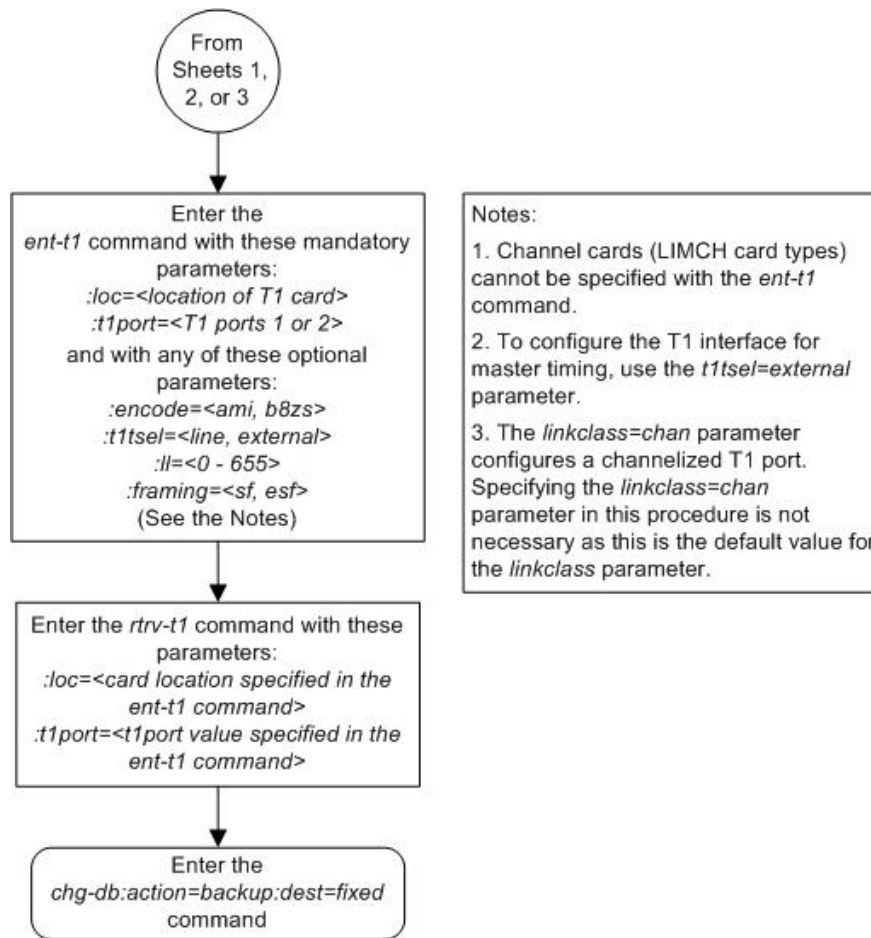 From
Sheets 1,
2, or 3
Enter the
ent-t1 command with these mandatory
parameters:
:loc=<location of T1 card>
:t1port=<T1 ports 1 or 2>
and with any of these optional
parameters:
:encode=<ami, b8zs>
:t1tsel=<line, external>
:ll=<0 - 655>
:framing=<sf, esf>
(See the Notes)
Notes:
1. Channel cards (LIMCH card types)
cannot be specified with the ent-t1
command.
2. To configure the T1 interface for
master timing, use the t1tsel=external
parameter.
3. The linkclass=chan parameter
configures a channelized T1 port.
Specifying the linkclass=chan
parameter in this procedure is not
necessary as this is the default value for
the linkclass parameter.
Enter the rtrv-t1 command with these
parameters:
:loc=<card location specified in the
ent-t1 command>
:t1port=<t1port value specified in the
ent-t1 command>
Enter the
chg-db:action=backup:dest=fixed
command